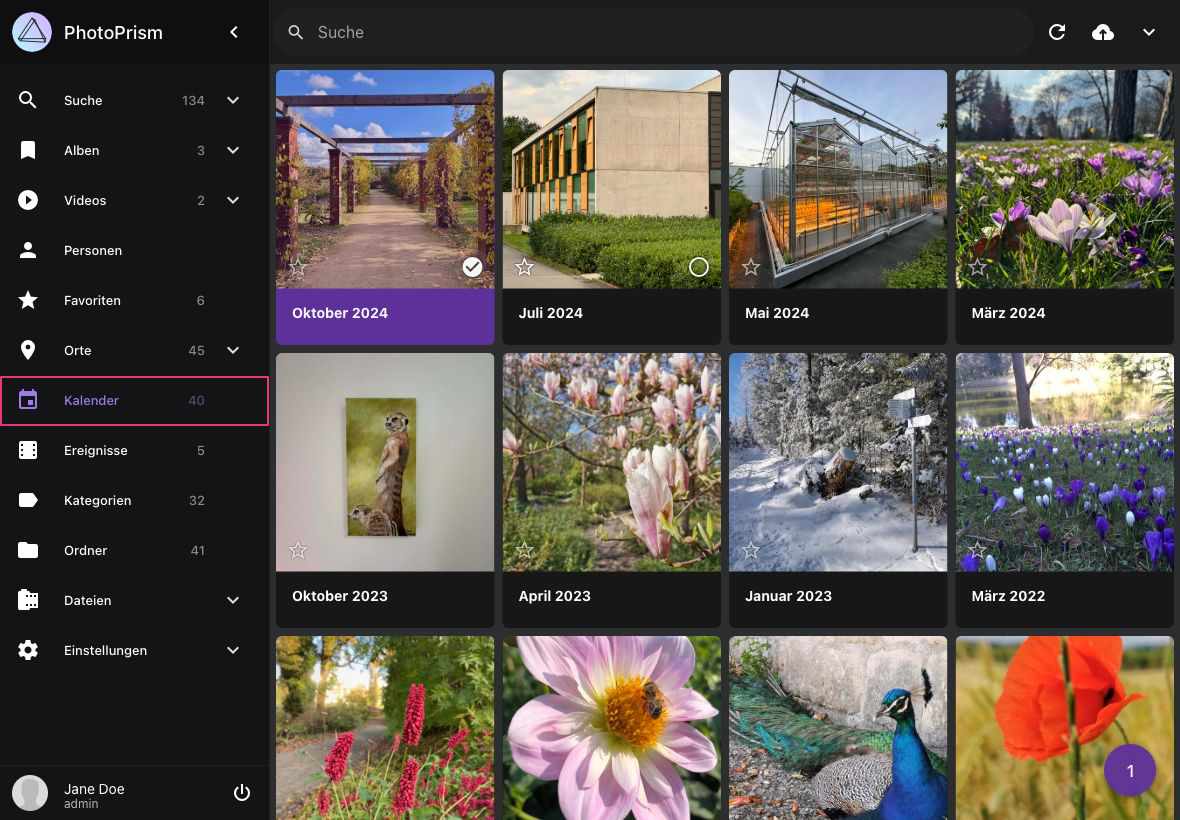 PhotoPrism
Suche
Suche 134
Alben 3
Videos 2
Personen
Favoriten 6
Orte 45
Kalender 40
Ereignisse 5
Kategorien 32
Ordner 41
Dateien
Einstellungen
Jane Doe
admin
Oktober 2024
Juli 2024
Mai 2024
März 2024
Oktober 2023
April 2023
Januar 2023
März 2022
1